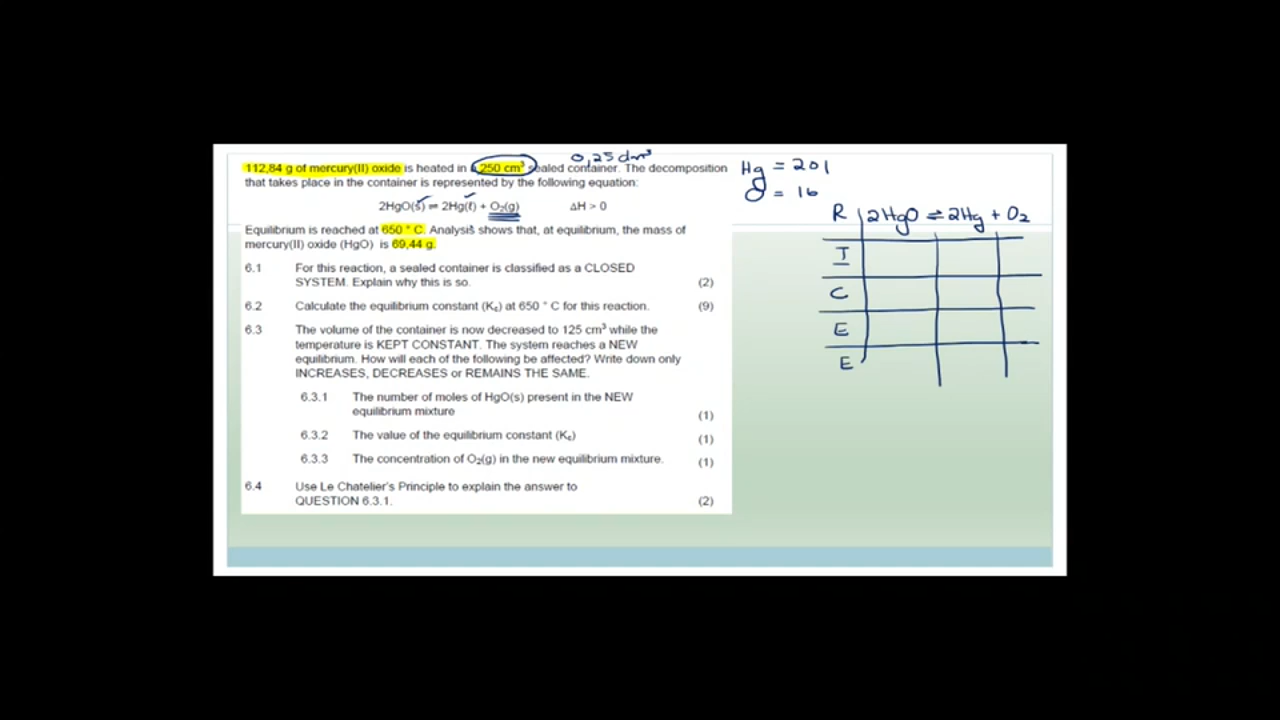 0,25 dm³
112,84 g of mercury(II) oxide is heated in a 250 cm³ sealed container. The decomposition
that takes place in the container is represented by the following equation:
2HgO(s) ⇌ 2Hg(ℓ) + O₂(g) ΔH > 0
Equilibrium is reached at 650 ° C. Analysis shows that, at equilibrium, the mass of
mercury(II) oxide (HgO) is 69,44 g.
6.1 For this reaction, a sealed container is classified as a CLOSED
SYSTEM. Explain why this is so. (2)
6.2 Calculate the equilibrium constant (Kc) at 650 ° C for this reaction. (9)
6.3 The volume of the container is now decreased to 125 cm³ while the
temperature is KEPT CONSTANT. The system reaches a NEW
equilibrium. How will each of the following be affected? Write down only
INCREASES, DECREASES or REMAINS THE SAME.
6.3.1 The number of moles of HgO(s) present in the NEW
equilibrium mixture (1)
6.3.2 The value of the equilibrium constant (Kc) (1)
6.3.3 The concentration of O₂(g) in the new equilibrium mixture. (1)
6.4 Use Le Chatelier's Principle to explain the answer to
QUESTION 6.3.1. (2)
Hg = 201
O = 16
R 2HgO ⇌ 2Hg + O₂
I
C
E
E